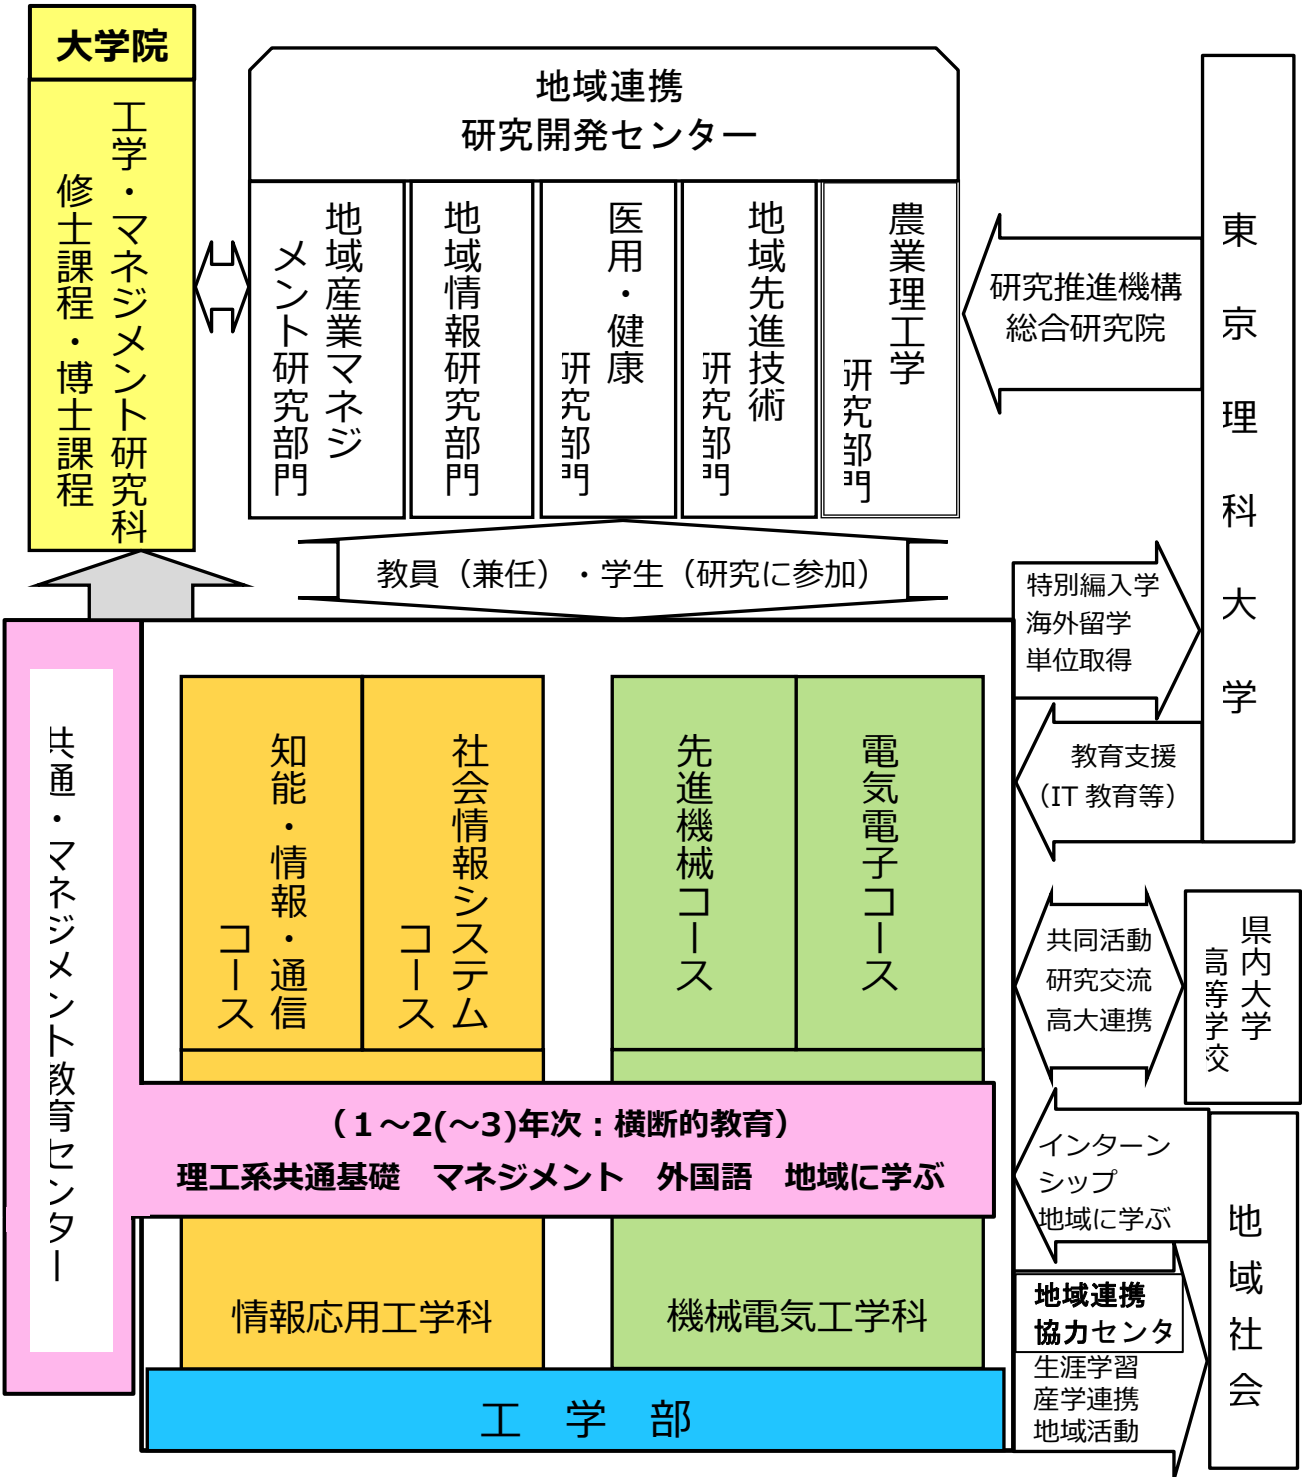 大学院
工学・マネジメント研究科
修士課程・博士課程
地域連携
研究開発センター
地域産業マネジ
メント研究部門
地域情報研究部門
医用・健康
研究部門
地域先進技術
研究部門
農業理工学
研究部門
研究推進機構
総合研究院
東京理科大学
教員（兼任）・学生（研究に参加）
特別編入学
海外留学
単位取得
教育支援
（IT 教育等）
共通・マネジメント教育センター
知能・情報・通信
コース
社会情報システム
コース
先進機械コース
電気電子コース
共同活動
研究交流
高大連携
県内大学
高等学校
（１～2(～3)年次：横断的教育）
理工系共通基礎　マネジメント　外国語　地域に学ぶ
インターン
シップ
地域に学ぶ
地域社会
情報応用工学科
機械電気工学科
地域連携
協力センタ
生涯学習
産学連携
地域活動
工　学　部